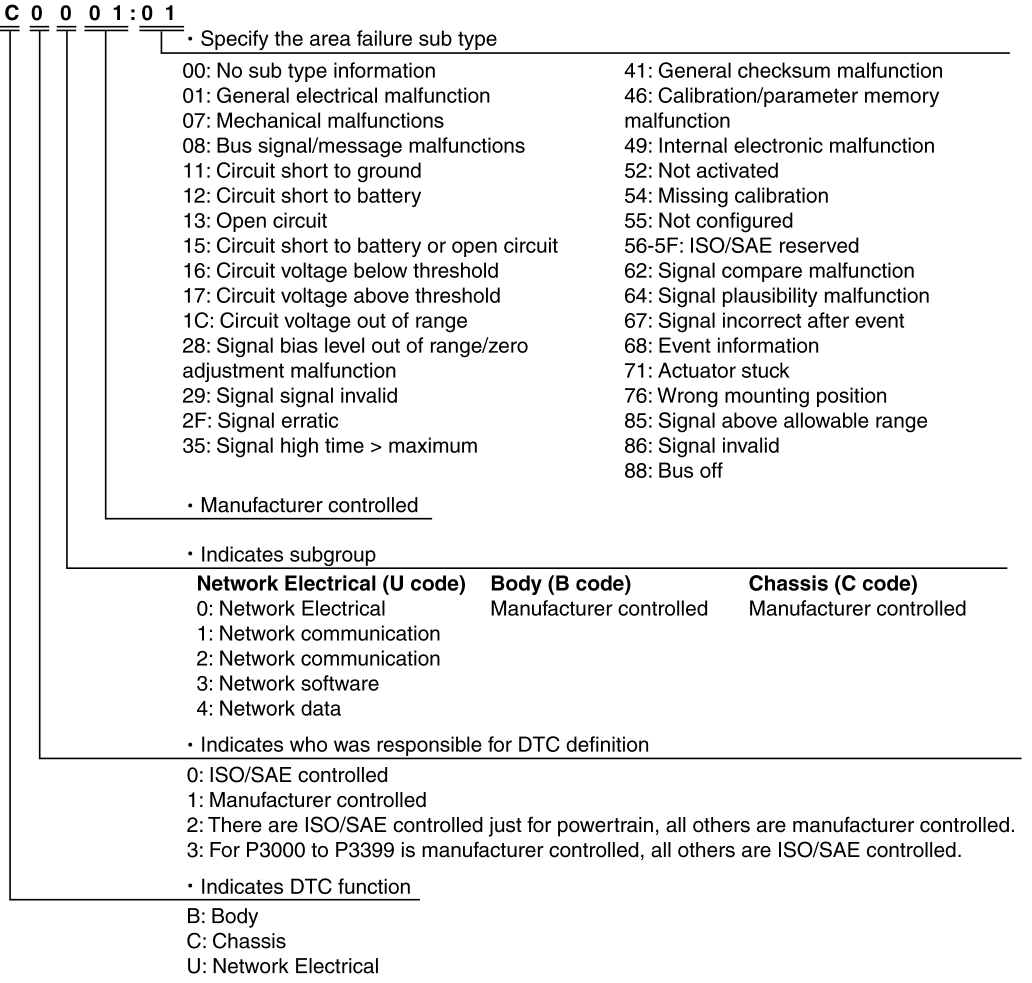 C 0 0 0 1 : 0 1
· Specify the area failure sub type
00: No sub type information
01: General electrical malfunction
07: Mechanical malfunctions
08: Bus signal/message malfunctions
11: Circuit short to ground
12: Circuit short to battery
13: Open circuit
15: Circuit short to battery or open circuit
16: Circuit voltage below threshold
17: Circuit voltage above threshold
1C: Circuit voltage out of range
28: Signal bias level out of range/zero
adjustment malfunction
29: Signal signal invalid
2F: Signal erratic
35: Signal high time > maximum
41: General checksum malfunction
46: Calibration/parameter memory
malfunction
49: Internal electronic malfunction
52: Not activated
54: Missing calibration
55: Not configured
56-5F: ISO/SAE reserved
62: Signal compare malfunction
64: Signal plausibility malfunction
67: Signal incorrect after event
68: Event information
71: Actuator stuck
76: Wrong mounting position
85: Signal above allowable range
86: Signal invalid
88: Bus off
· Manufacturer controlled
· Indicates subgroup
Network Electrical (U code)
0: Network Electrical
1: Network communication
2: Network communication
3: Network software
4: Network data
Body (B code)
Manufacturer controlled
Chassis (C code)
Manufacturer controlled
· Indicates who was responsible for DTC definition
0: ISO/SAE controlled
1: Manufacturer controlled
2: There are ISO/SAE controlled just for powertrain, all others are manufacturer controlled.
3: For P3000 to P3399 is manufacturer controlled, all others are ISO/SAE controlled.
· Indicates DTC function
B: Body
C: Chassis
U: Network Electrical